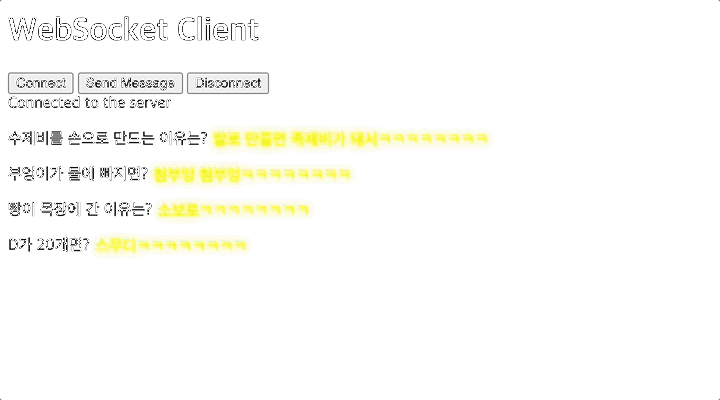 WebSocket Client
Connect Send Message Disconnect
Connected to the server
수제비를 손으로 만드는 이유는? 발로 만들면 족제비가 돼서ㅋㅋㅋㅋㅋㅋㅋㅋ
부엉이가 물에 빠지면? 첨부엉 첨부엉ㅋㅋㅋㅋㅋㅋㅋㅋ
빵이 목장에 간 이유는? 소보로ㅋㅋㅋㅋㅋㅋㅋㅋ
D가 20개면? 스무디ㅋㅋㅋㅋㅋㅋㅋㅋ